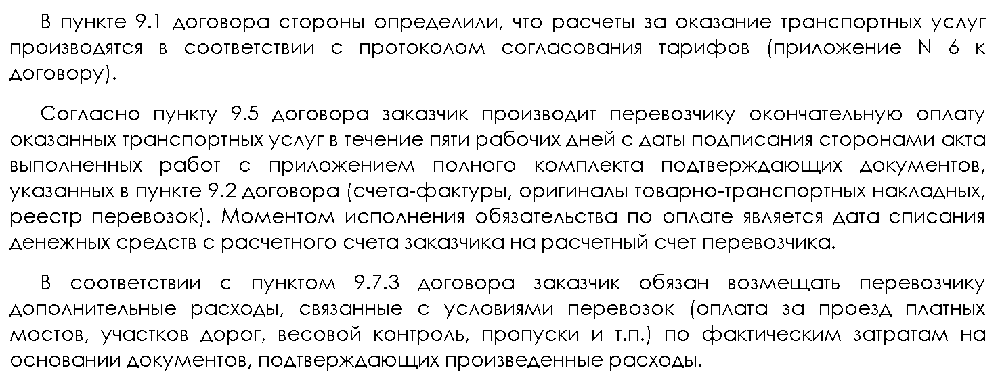 В пункте 9.1 договора стороны определили, что расчеты за оказание транспортных услуг
производятся в соответствии с протоколом согласования тарифов (приложение N 6 к
договору).
Согласно пункту 9.5 договора заказчик производит перевозчику окончательную оплату
оказанных транспортных услуг в течение пяти рабочих дней с даты подписания сторонами акта
выполненных работ с приложением полного комплекта подтверждающих документов,
указанных в пункте 9.2 договора (счета-фактуры, оригиналы товарно-транспортных накладных,
реестр перевозок). Моментом исполнения обязательства по оплате является дата списания
денежных средств с расчетного счета заказчика на расчетный счет перевозчика.
В соответствии с пунктом 9.7.3 договора заказчик обязан возмещать перевозчику
дополнительные расходы, связанные с условиями перевозок (оплата за проезд платных
мостов, участков дорог, весовой контроль, пропуски и т.п.) по фактическим затратам на
основании документов, подтверждающих произведенные расходы.